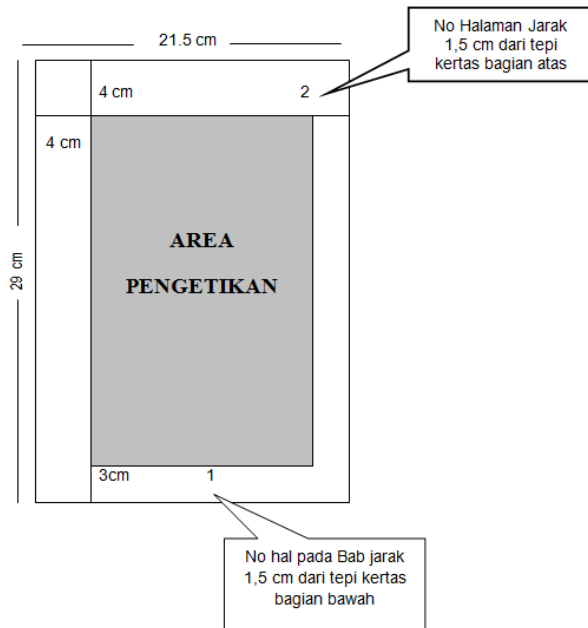 21.5 cm
No Halaman Jarak
1,5 cm dari tepi
kertas bagian atas
4 cm
2
4 cm
29 cm
AREA
PENGETIKAN
3cm
1
No hal pada Bab jarak
1,5 cm dari tepi kertas
bagian bawah